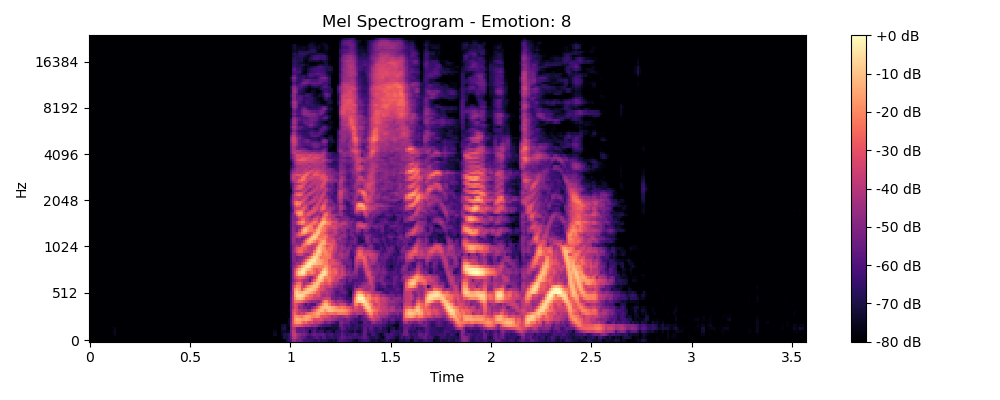 Mel Spectrogram - Emotion: 8
Hz
16384
8192
4096
2048
1024
512
0
0 0.5 1 1.5 2 2.5 3 3.5
Time
+0 dB
-10 dB
-20 dB
-30 dB
-40 dB
-50 dB
-60 dB
-70 dB
-80 dB